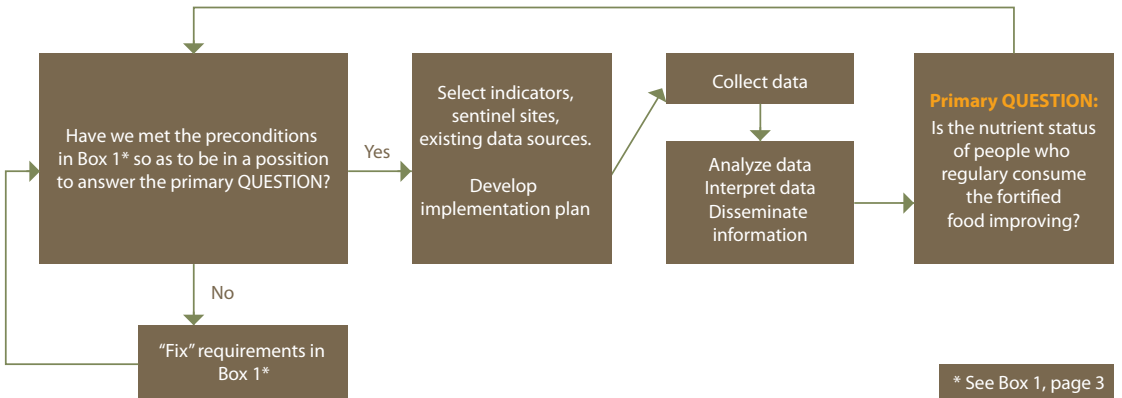 Have we met the preconditions
in Box 1* so as to be in a possition
to answer the primary QUESTION?
Yes
No
"Fix" requirements in
Box 1*
Select indicators,
sentinel sites,
existing data sources.
Develop
implementation plan
Collect data
Analyze data
Interpret data
Disseminate
information
Primary QUESTION:
Is the nutrient status
of people who
regulary consume
the fortified
food improving?
* See Box 1, page 3